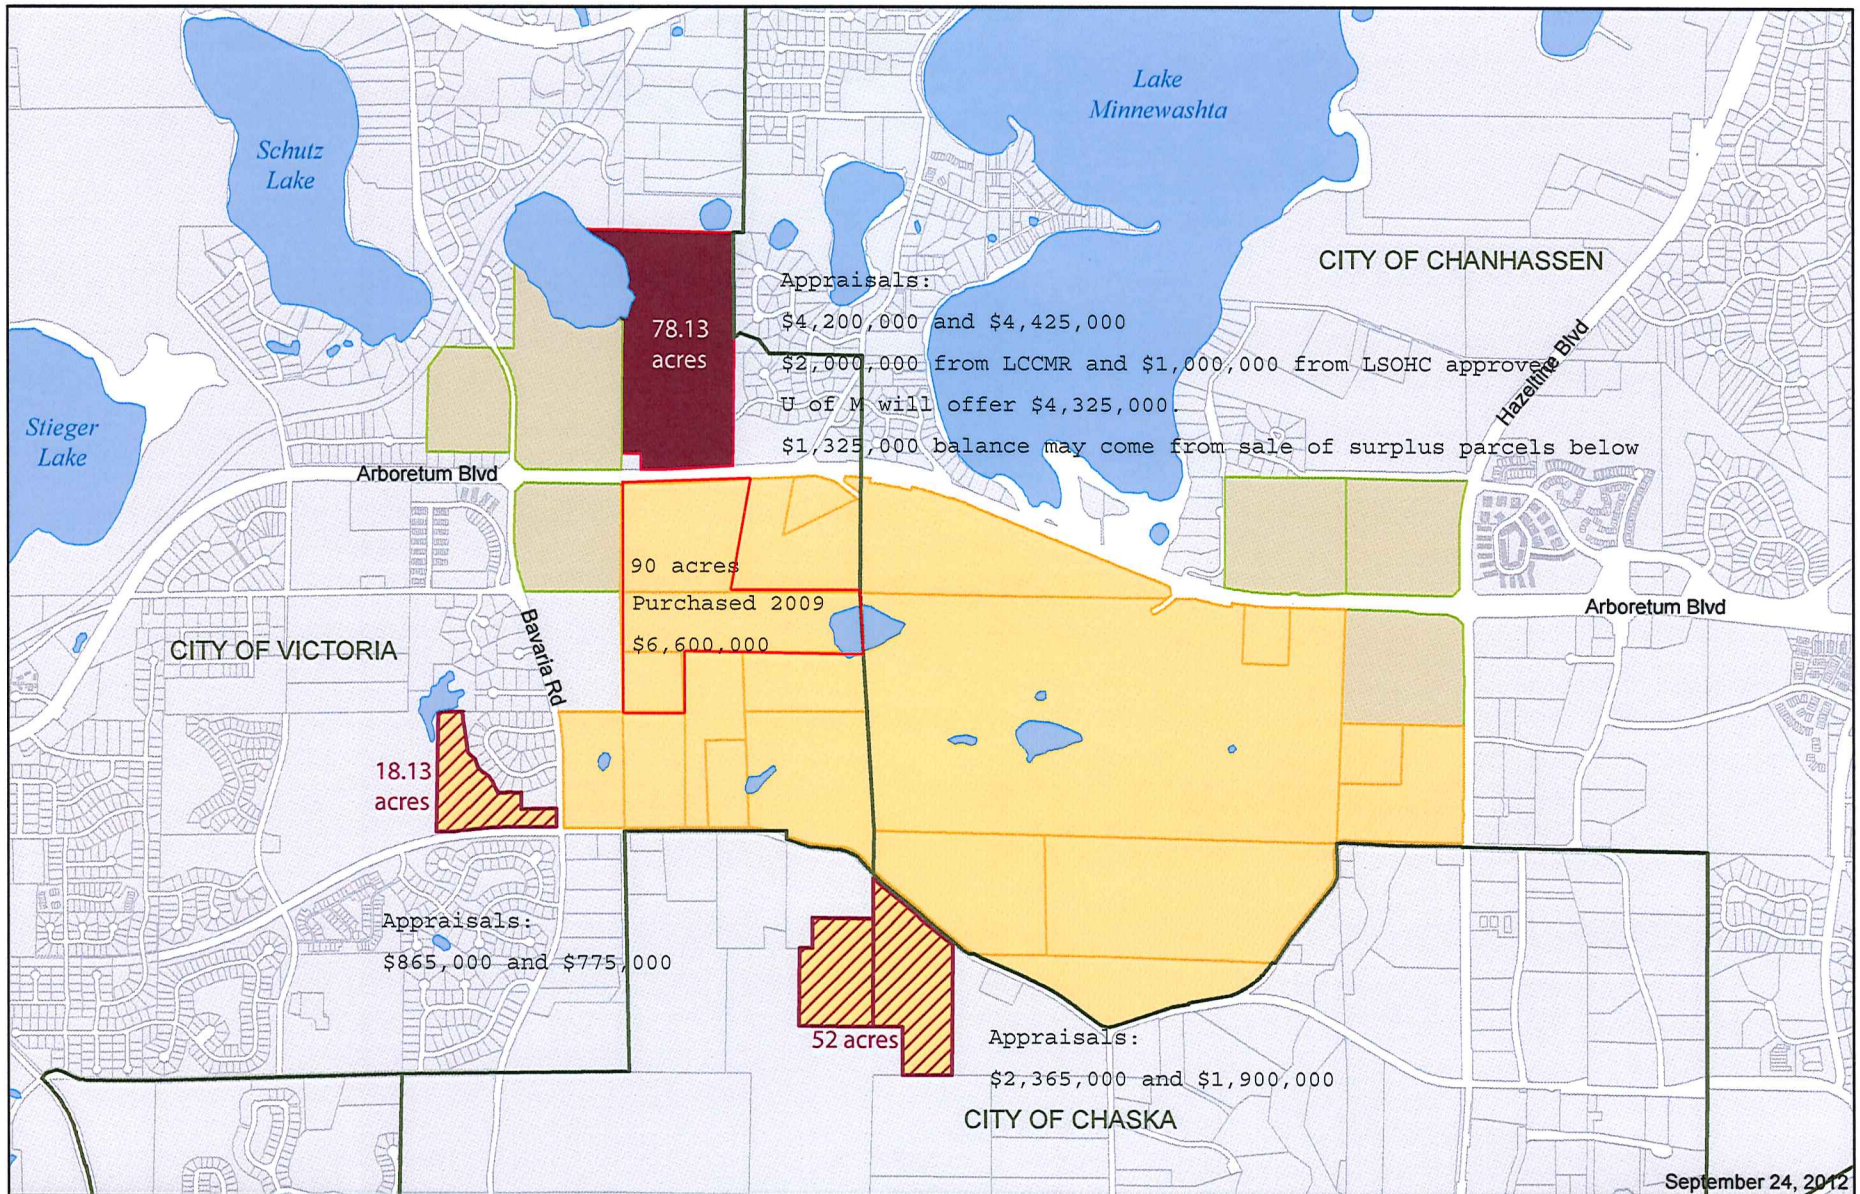 Lake
Minnewashta
Schutz
Lake
CITY OF CHANHASSEN
Appraisals:
$4,200,000 and $4,425,000
78.13
acres
$2,000,000 from LCCMR and $1,000,000 from LSOHC approved
Hazeltine Blvd
U of M will offer $4,325,000.
$1,325,000 balance may come from sale of surplus parcels below
Stieger
Lake
Arboretum Blvd
90 acres
Purchased 2009
$6,600,000
Arboretum Blvd
CITY OF VICTORIA
Bavaria Rd
18.13
acres
Appraisals:
$865,000 and $775,000
52 acres
Appraisals:
$2,365,000 and $1,900,000
CITY OF CHASKA
September 24, 2012